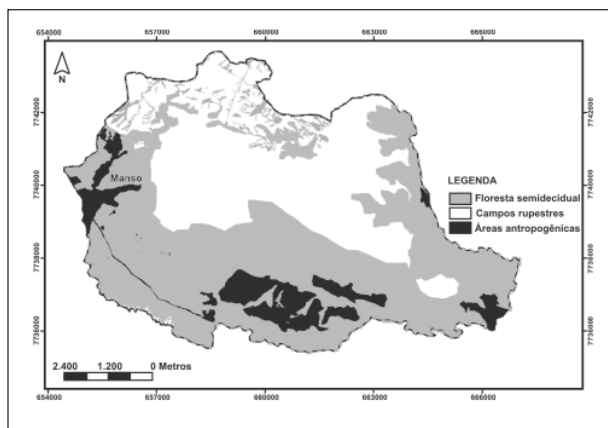 654000 657000 660000 663000 666000
N
7742000 7742000
Manso
7740000 7740000
LEGENDA
Floresta semidecidual
Campos rupestres
Áreas antropogênicas
7738000 7738000
7736000 7736000
2.400 1.200 0 Metros
654000 657000 660000 663000 666000